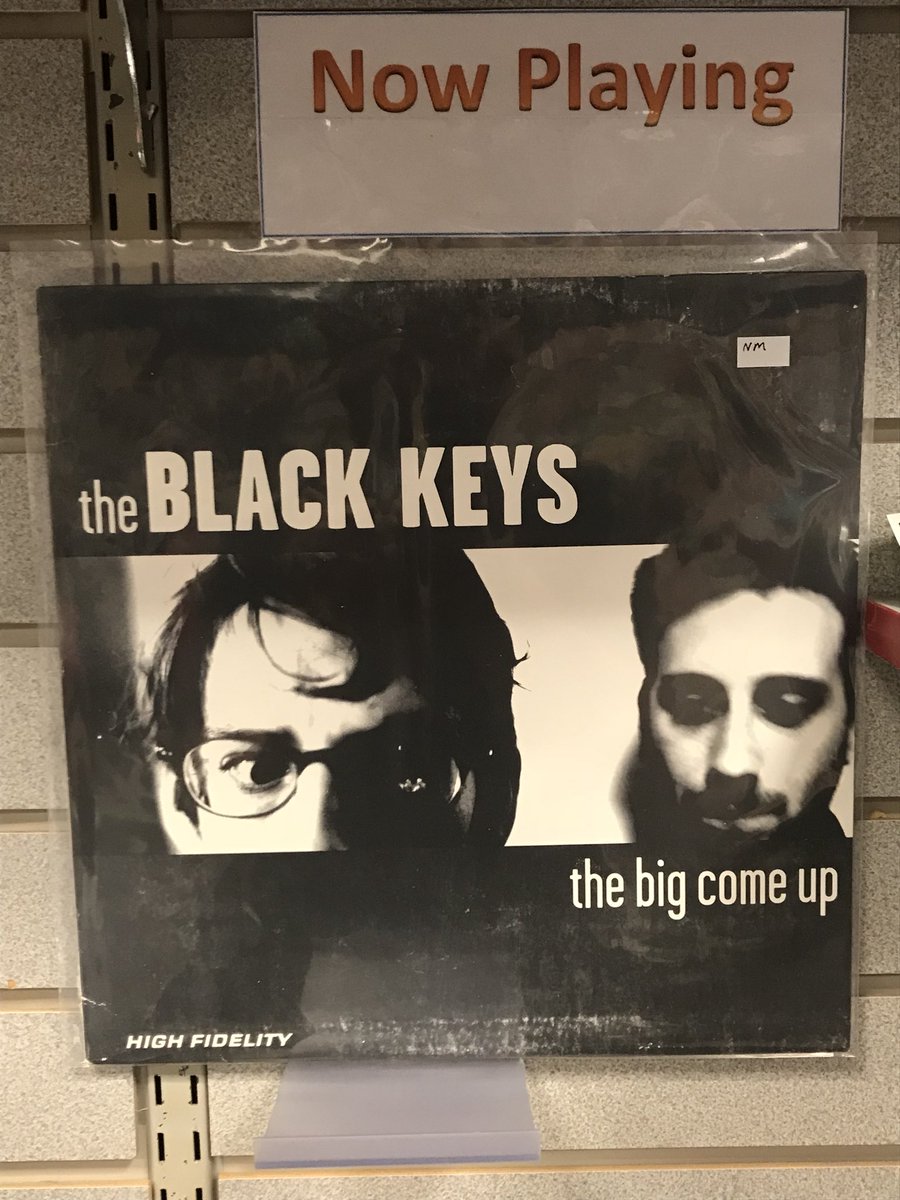 Now Playing
NM
the BLACK KEYS
the big come up
HIGH FIDELITY